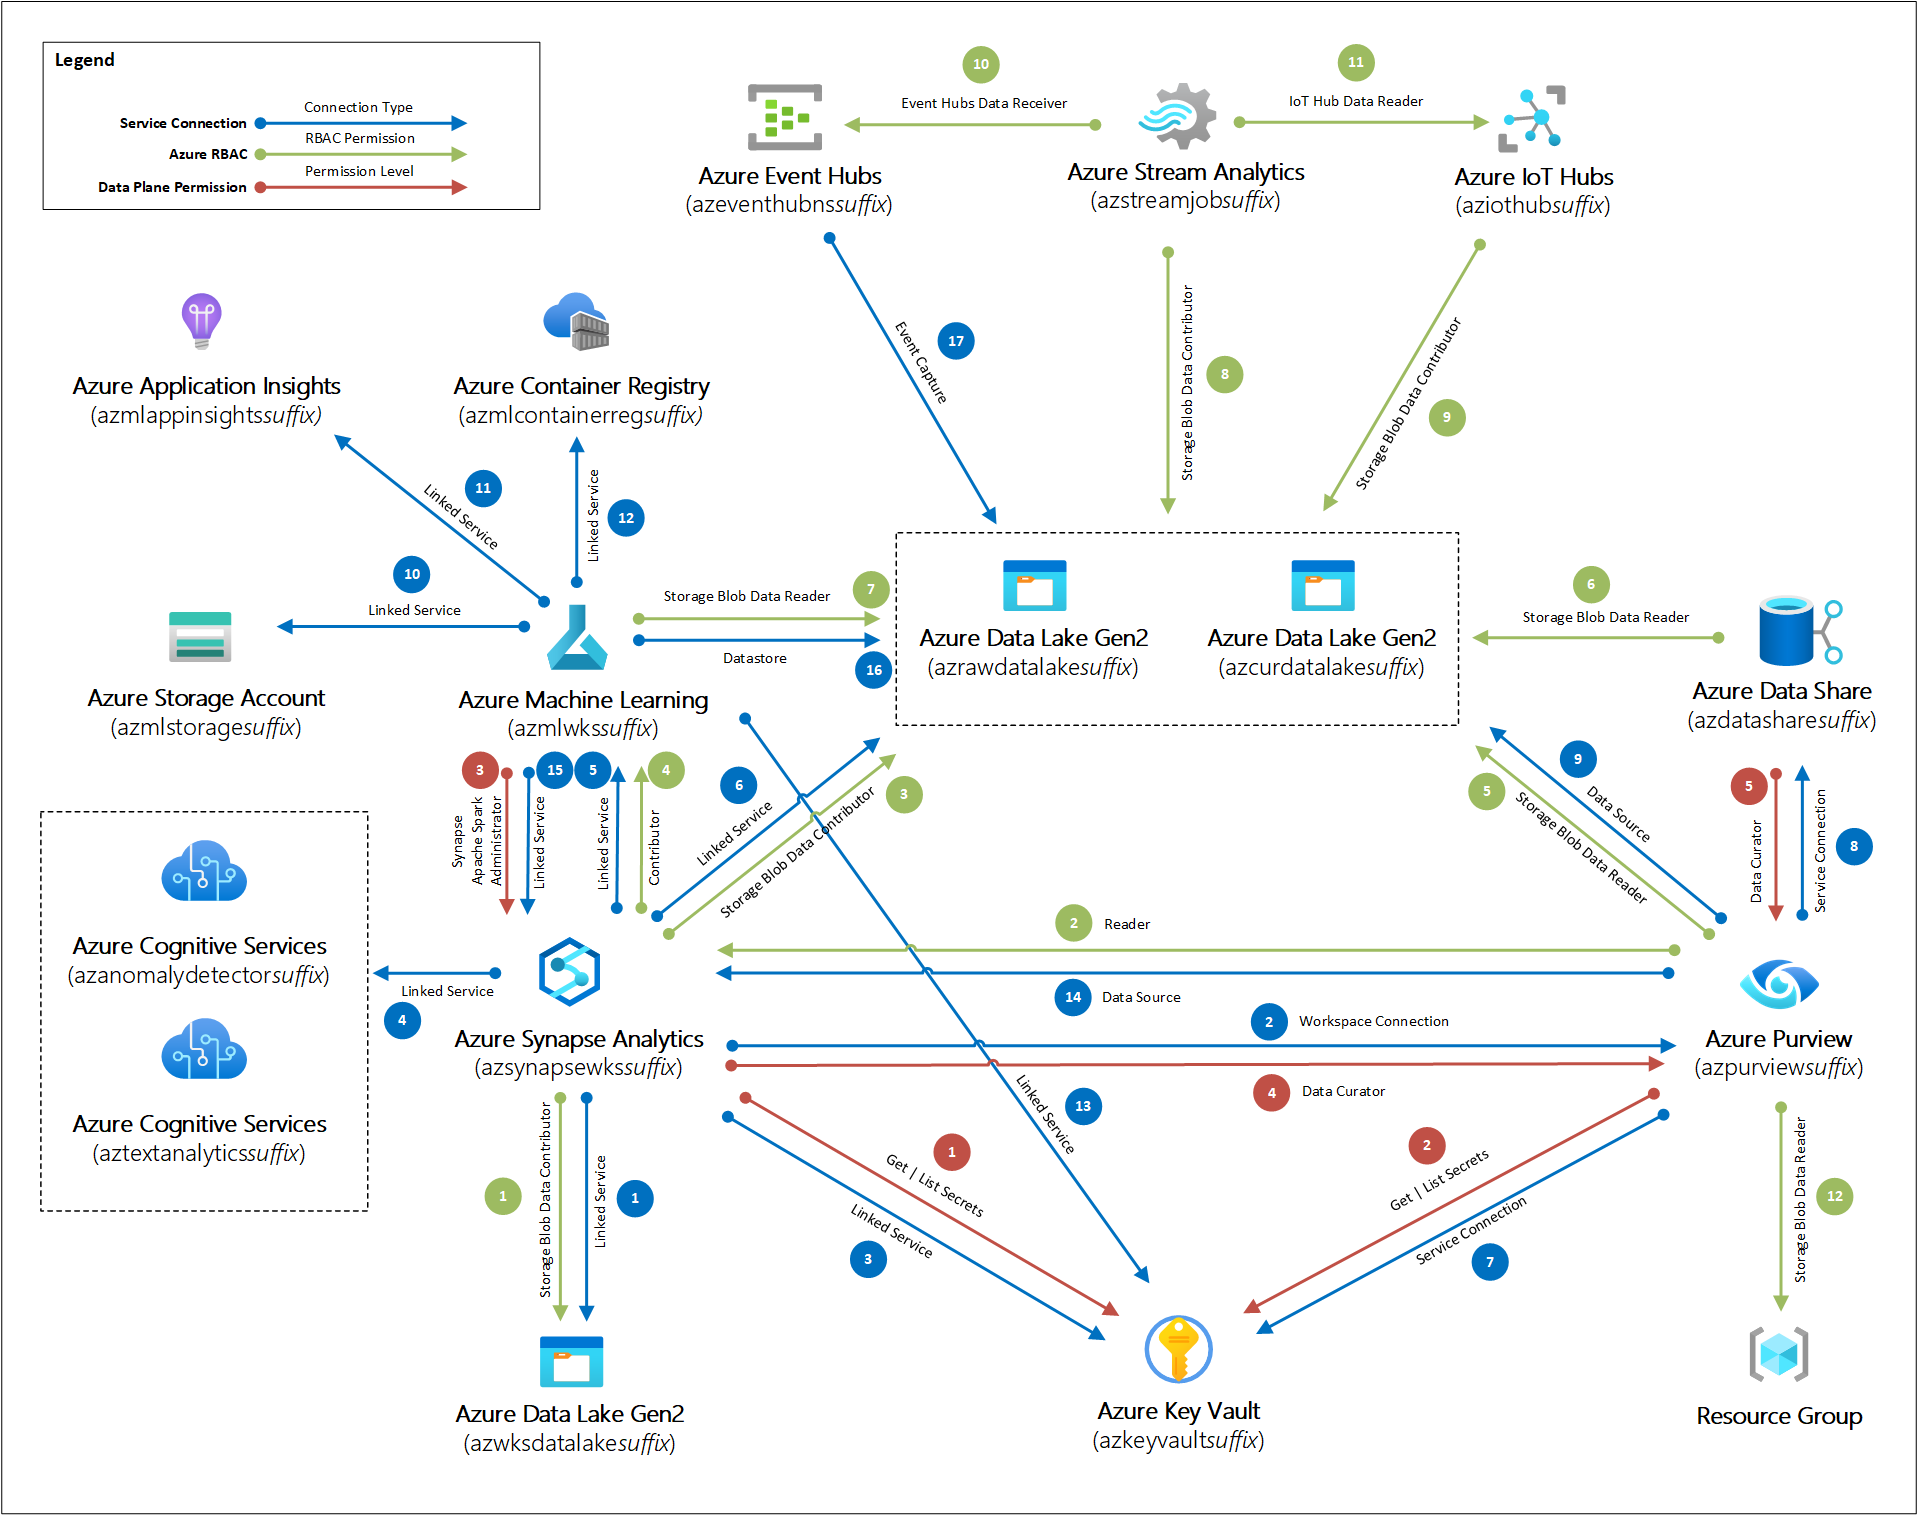 Legend
Connection Type
Service Connection
RBAC Permission
Azure RBAC
Permission Level
Data Plane Permission
10
Event Hubs Data Receiver
11
IoT Hub Data Reader
Azure Event Hubs
(azeventhubnssuffix)
Azure Stream Analytics
(azstreamjobsuffix)
Azure IoT Hubs
(aziothubsuffix)
Event Capture
17
Storage Blob Data Contributor
8
Storage Blob Data Contributor
9
Azure Application Insights
(azmlappinsightssuffix)
Azure Container Registry
(azmlcontainerregsuffix)
Linked Service
11
Linked Service
12
10
Linked Service
Storage Blob Data Reader
7
Datastore
16
Azure Data Lake Gen2
(azrawdatalakesuffix)
Azure Data Lake Gen2
(azcurdatalakesuffix)
6
Storage Blob Data Reader
Azure Storage Account
(azmlstoragesuffix)
Azure Machine Learning
(azmlwkssuffix)
Azure Data Share
(azdatasharesuffix)
3
Synapse
Apache Spark
Administrator
15
Linked Service
5
Linked Service
4
Contributor
6
Linked Service
3
Storage Blob Data Contributor
9
Data Source
5
Storage Blob Data Reader
5
Data Curator
8
Service Connection
Azure Cognitive Services
(azanomalydetectorsuffix)
Azure Cognitive Services
(aztextanalyticssuffix)
Linked Service
4
2
Reader
14
Data Source
2
Workspace Connection
4
Data Curator
Azure Synapse Analytics
(azsynapsewkssuffix)
Azure Purview
(azpurviewsuffix)
Linked Service
13
1
Storage Blob Data Contributor
Linked Service
1
1
Get | List Secrets
Linked Service
3
2
Get | List Secrets
Service Connection
7
Storage Blob Data Reader
12
Azure Data Lake Gen2
(azwksdatalakesuffix)
Azure Key Vault
(azkeyvaultsuffix)
Resource Group